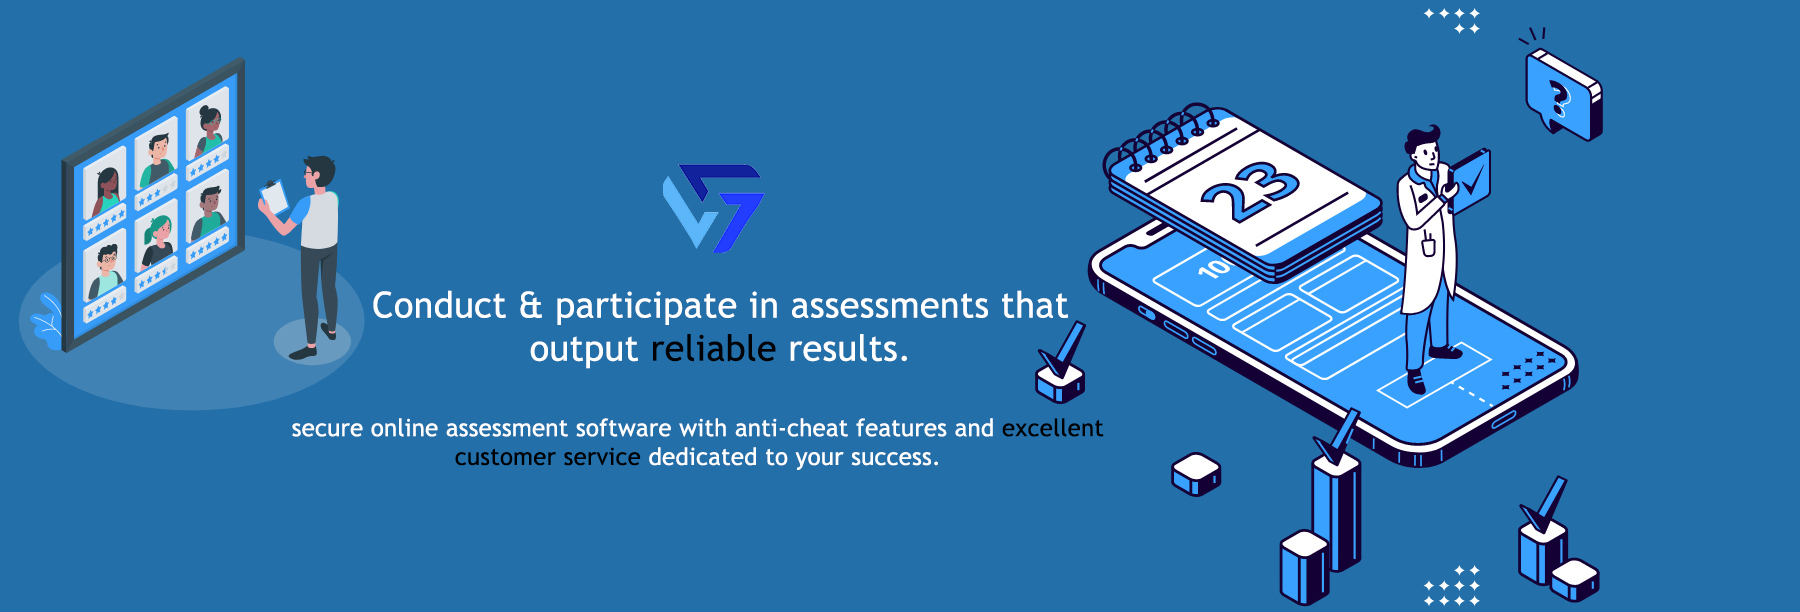 ?
23
10
Conduct & participate in assessments that
output reliable results.
secure online assessment software with anti-cheat features and excellent
customer service dedicated to your success.